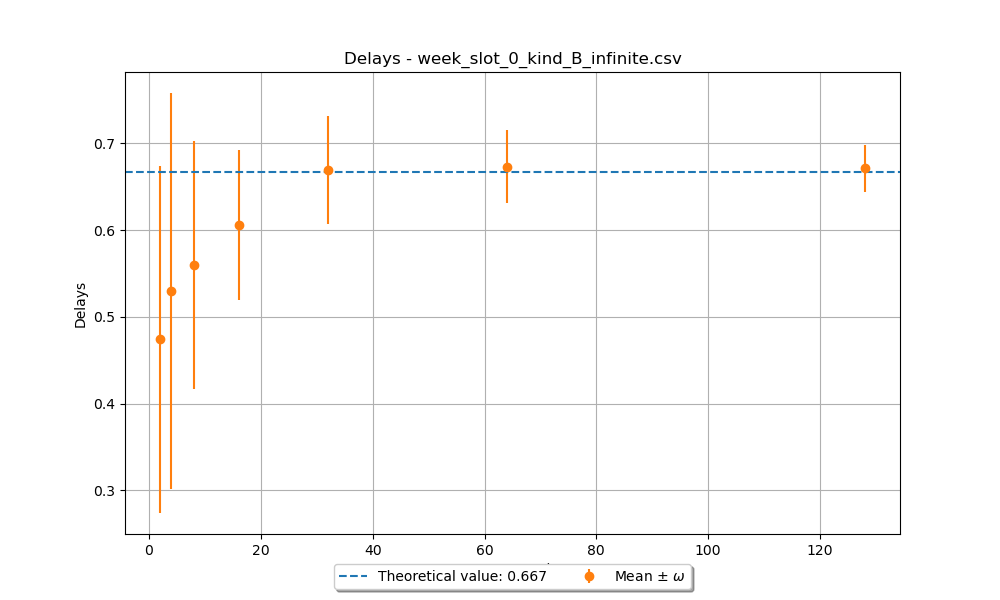 Delays - week_slot_0_kind_B_infinite.csv
Delays
0.7
0.6
0.5
0.4
0.3
0 20 40 60 80 100 120
Theoretical value: 0.667 Mean ± ω